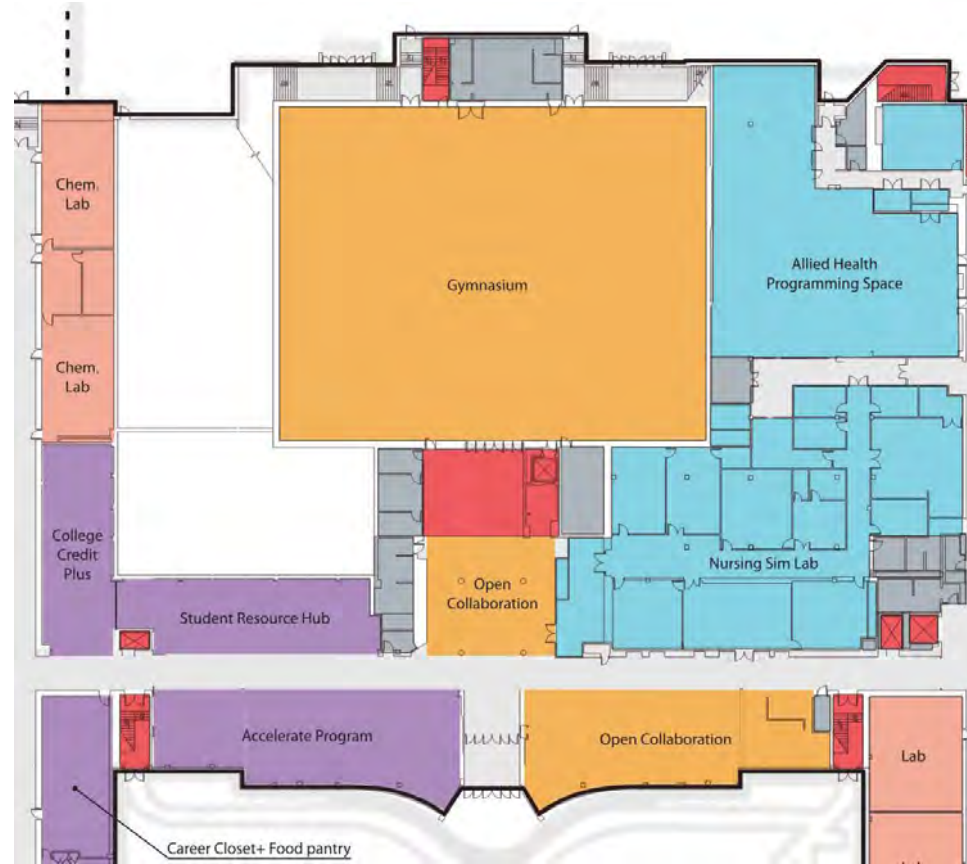 Chem.
Lab
Gymnasium
Allied Health
Programming Space
Chem.
Lab
College
Credit
Plus
Nursing Sim Lab
Open
Collaboration
Student Resource Hub
Accelerate Program
Open Collaboration
Lab
Career Closet+ Food pantry